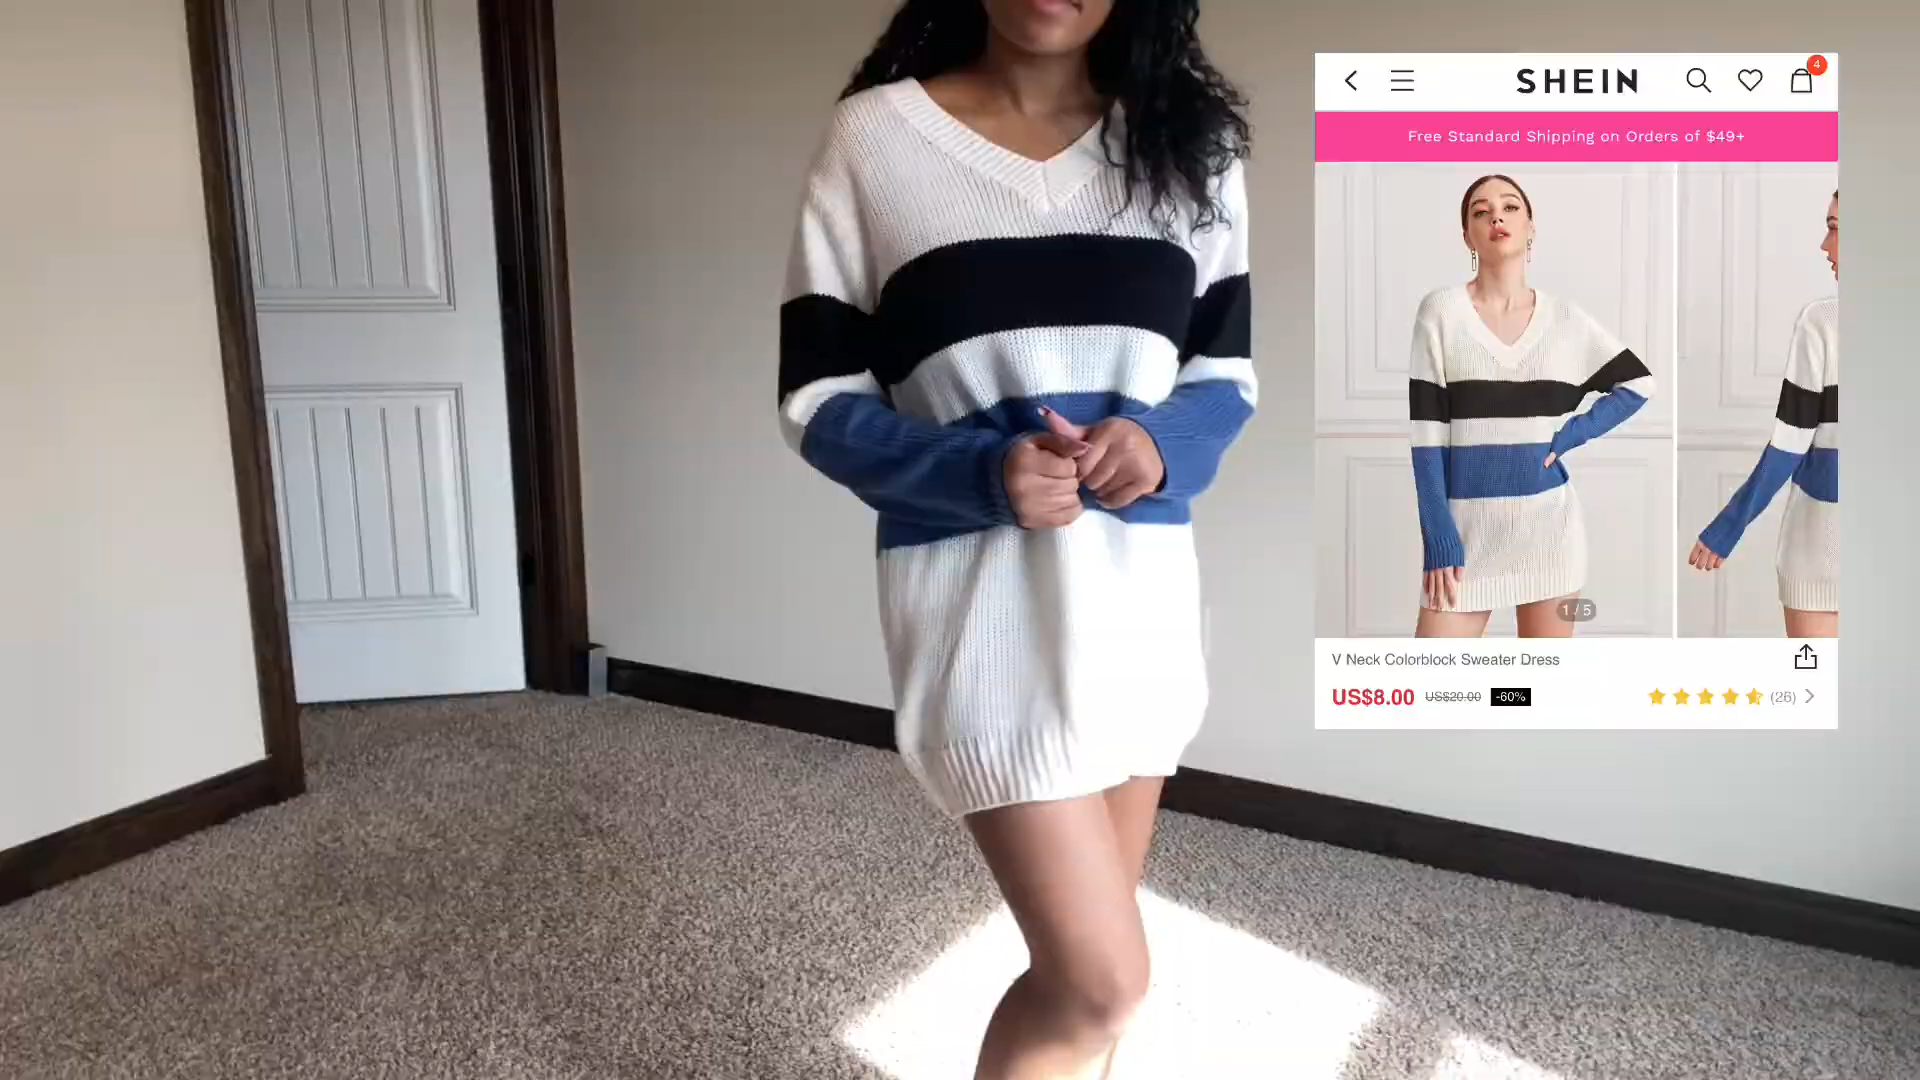 SHEIN
4
Free Standard Shipping on Orders of $49+
1 / 5
V Neck Colorblock Sweater Dress
US$8.00 US$20.00 -60% (26)